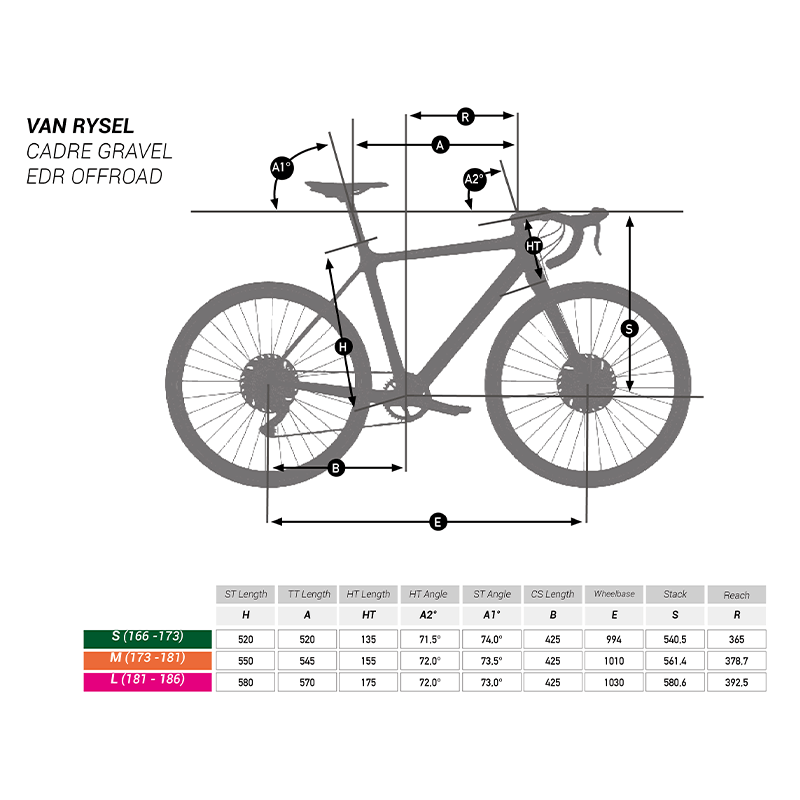 VAN RYSEL
CADRE GRAVEL
EDR OFFROAD
R
A
A1°
A2°
HT
S
H
B
E
ST Length TT Length HT Length HT Angle ST Angle CS Length Wheelbase Stack Reach
H A HT A2° A1° B E S R
S (166 -173) 520 520 135 71,5° 74,0° 425 994 540,5 365
M (173 -181) 550 545 155 72,0° 73,5° 425 1010 561,4 378,7
L (181 - 186) 580 570 175 72,0° 73,0° 425 1030 580,6 392,5